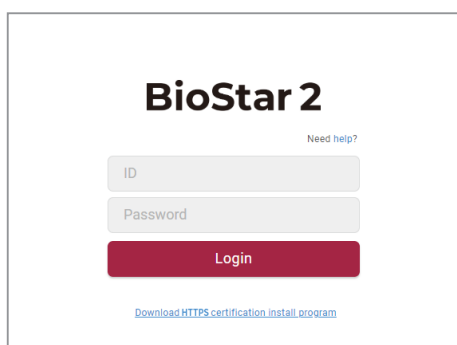 BioStar 2
Need help?
ID
Password
Login
Download HTTPS certification install program